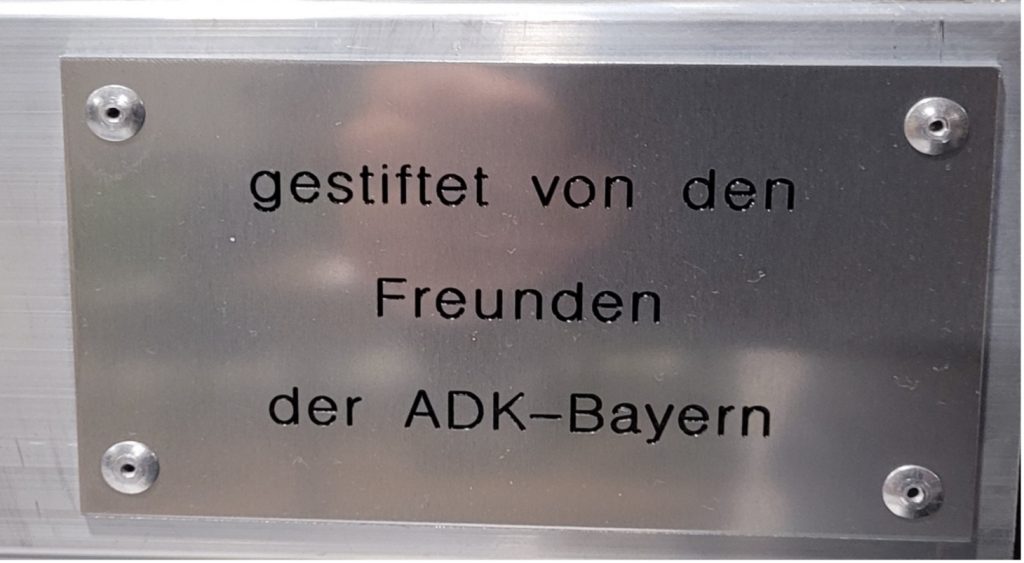 gestiftet von den
Freunden
der ADK-Bayern